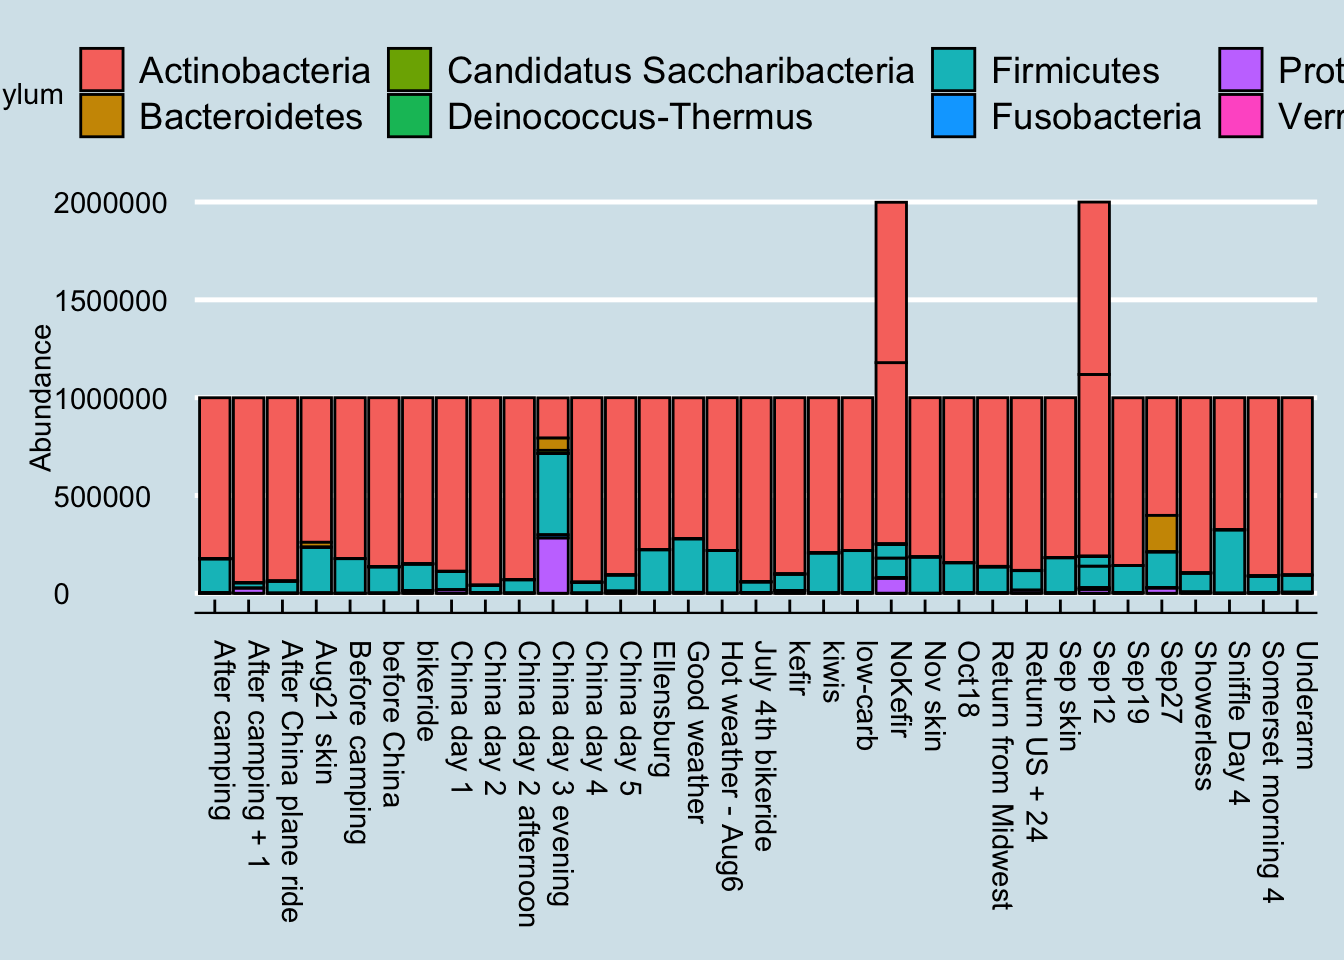 ylum
Actinobacteria
Candidatus Saccharibacteria
Firmicutes
Prot
Bacteroidetes
Deinococcus-Thermus
Fusobacteria
Verr
2000000
1500000
1000000
500000
0
Abundance
After camping
After camping + 1
After China plane ride
Aug21 skin
Before camping
before China
bikeride
China day 1
China day 2
China day 2 afternoon
China day 3 evening
China day 4
China day 5
Ellensburg
Good weather
Hot weather - Aug6
July 4th bikeride
kefir
kiwis
low-carb
NoKefir
Nov skin
Oct18
Return from Midwest
Return US + 24
Sep skin
Sep12
Sep19
Sep27
Showerless
Sniffle Day 4
Somerset morning 4
Underarm